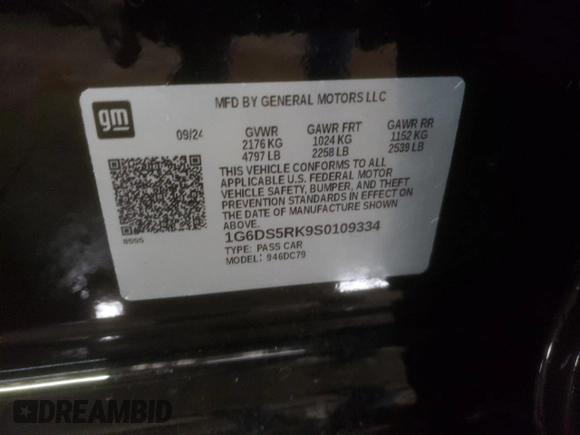 gm
MFD BY GENERAL MOTORS LLC
09/24 GVWR GAWR FRT GAWR RR
2176 KG 1024 KG 1152 KG
4797 LB 2258 LB 2539 LB
THIS VEHICLE CONFORMS TO ALL
APPLICABLE U.S. FEDERAL MOTOR
VEHICLE SAFETY, BUMPER, AND THEFT
PREVENTION STANDARDS IN EFFECT ON
THE DATE OF MANUFACTURE SHOWN
ABOVE.
1G6DS5RK9S0109334
TYPE: PASS CAR
MODEL: 946DC79
DREAMBID